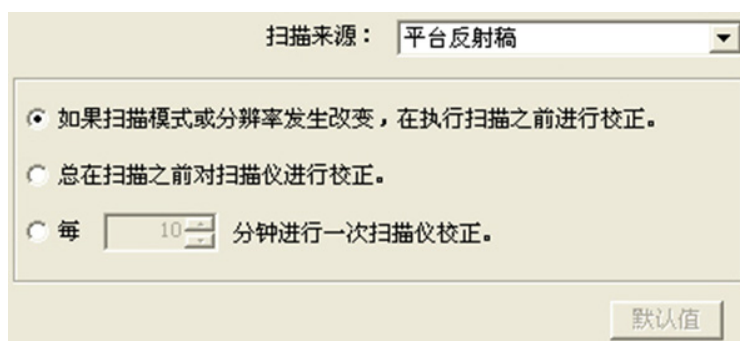 扫描来源： 平台反射稿
如果扫描模式或分辨率发生改变，在执行扫描之前进行校正。
总在扫描之前对扫描仪进行校正。
每 10 分钟进行一次扫描仪校正。
默认值